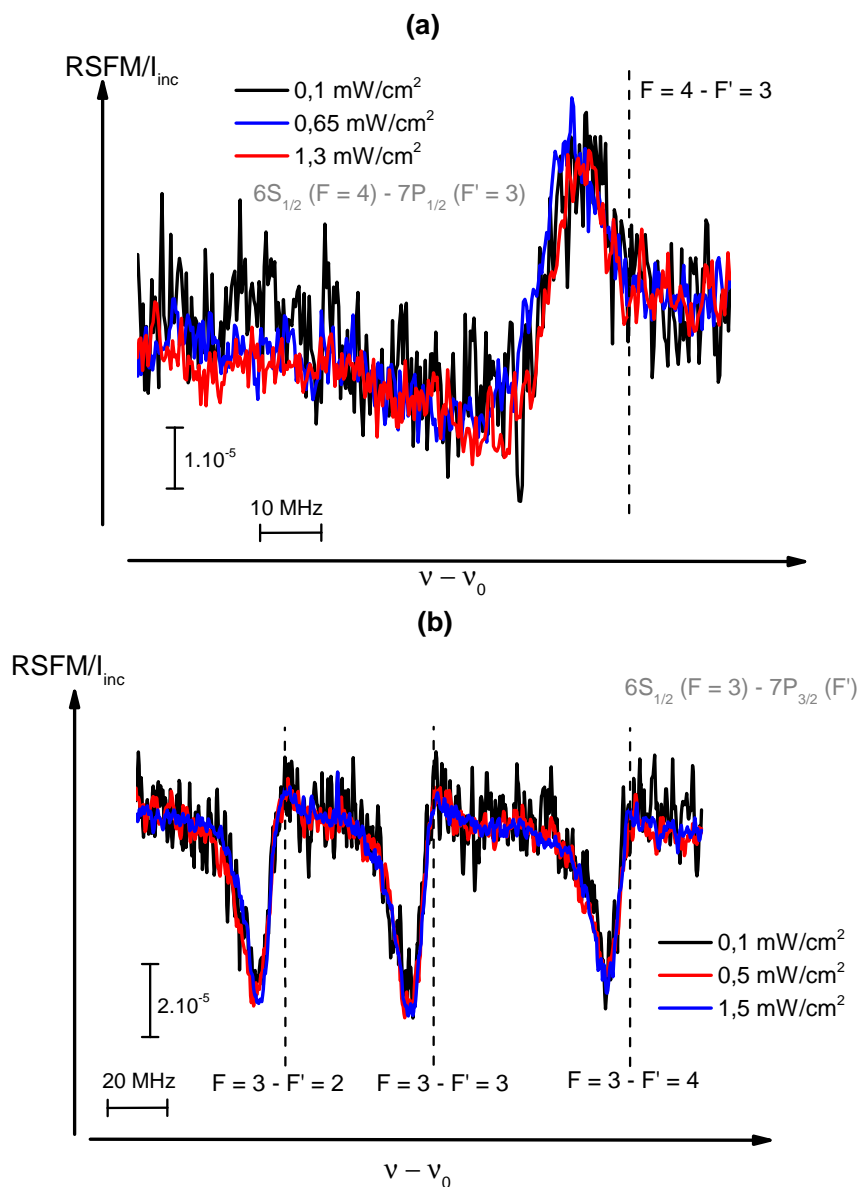 (a)
RSFM/I_inc
0,1 mW/cm²
0,65 mW/cm²
1,3 mW/cm²
F = 4 - F' = 3
6S_1/2 (F = 4) - 7P_1/2 (F' = 3)
1.10⁻⁵
10 MHz
ν – ν_0
(b)
RSFM/I_inc
6S_1/2 (F = 3) - 7P_3/2 (F')
0,1 mW/cm²
0,5 mW/cm²
1,5 mW/cm²
2.10⁻⁵
20 MHz
F = 3 - F' = 2
F = 3 - F' = 3
F = 3 - F' = 4
ν – ν_0